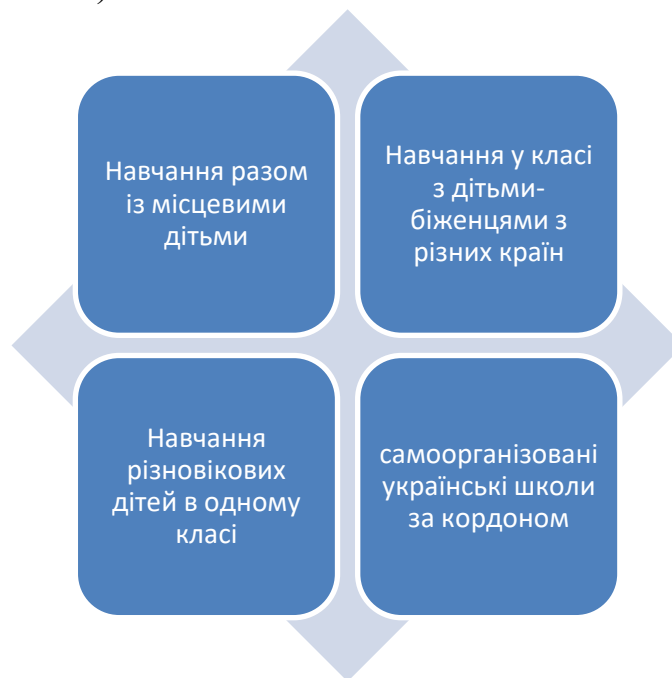 Навчання разом
із місцевими
дітьми
Навчання у класі
з дітьми-
біженцями з
різних країн
Навчання
різновікових
дітей в одному
класі
самоорганізовані
українські школи
за кордоном